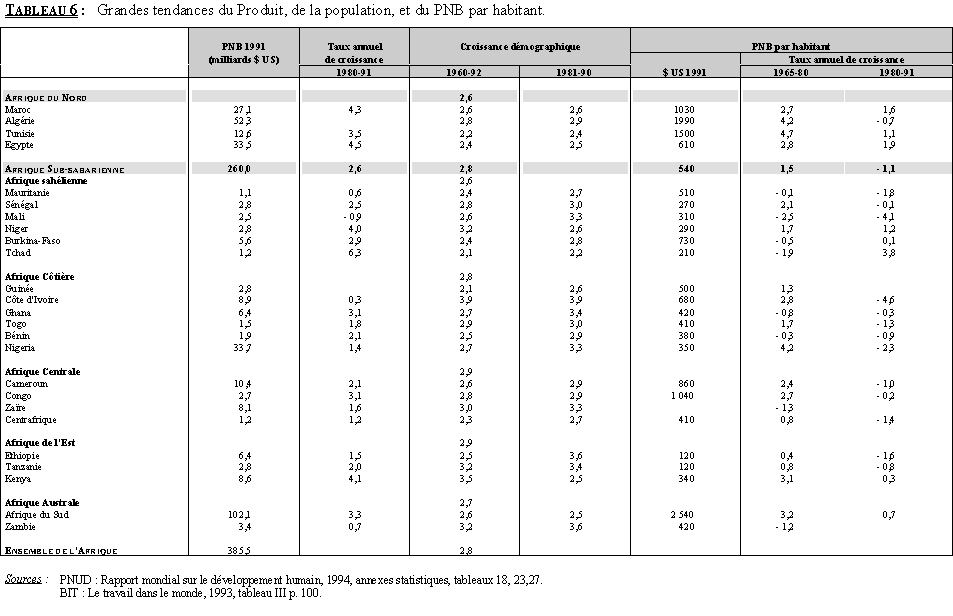 TABLEAU 6 : Grandes tendances du Produit, de la population, et du PNB par habitant.
PNB 1991 Taux annuel Croissance démographique PNB par habitant
(milliards $ US) de croissance Taux annuel de croissance
1980-91 1960-92 1981-90 $ US 1991 1965-80 1980-91
AFRIQUE DU NORD 2,6
Maroc 27,1 4,3 2,6 2,6 1030 2,7 1,6
Algérie 52,3 2,8 2,9 1990 4,2 - 0,7
Tunisie 12,6 3,5 2,2 2,4 1500 4,7 1,1
Egypte 33,5 4,5 2,4 2,5 610 2,8 1,9
AFRIQUE SUB-SABARIENNE 260,0 2,6 2,8 540 1,5 - 1,1
Afrique sahélienne 2,6
Mauritanie 1,1 0,6 2,4 2,7 510 - 0,1 - 1,8
Sénégal 2,8 2,5 2,8 3,0 270 2,1 - 0,1
Mali 2,5 - 0,9 2,6 3,3 310 - 2,5 - 4,1
Niger 2,8 4,0 3,2 2,6 290 1,7 1,2
Burkina-Faso 5,6 2,9 2,4 2,8 730 - 0,5 0,1
Tchad 1,2 6,3 2,1 2,2 210 - 1,9 3,8
Afrique Côtière 2,8
Guinée 2,8 2,1 2,6 500 1,3
Côte d'Ivoire 8,9 0,3 3,9 3,9 680 2,8 - 4,6
Ghana 6,4 3,1 2,7 3,4 420 - 0,8 - 0,3
Togo 1,5 1,8 2,9 3,0 410 1,7 - 1,3
Bénin 1,9 2,1 2,5 2,9 380 - 0,3 - 0,9
Nigeria 33,7 1,4 2,7 3,3 350 4,2 - 2,3
Afrique Centrale 2,9
Cameroun 10,4 2,1 2,6 2,9 860 2,4 - 1,0
Congo 2,7 3,1 2,8 2,9 1 040 2,7 - 0,2
Zaïre 8,1 1,6 3,0 3,3 - 1,3
Centrafrique 1,2 1,2 2,3 2,7 410 0,8 - 1,4
Afrique de l'Est 2,9
Ethiopie 6,4 1,5 2,5 3,6 120 0,4 - 1,6
Tanzanie 2,8 2,0 3,2 3,4 120 0,8 - 0,8
Kenya 8,6 4,1 3,5 2,5 340 3,1 0,3
Afrique Australe 2,7
Afrique du Sud 102,1 3,3 2,6 2,5 2 540 3,2 0,7
Zambie 3,4 0,7 3,2 3,6 420 - 1,2
ENSEMBLE DE L'AFRIQUE 385,5 2,8
Sources : PNUD : Rapport mondial sur le développement humain, 1994, annexes statistiques, tableaux 18, 23,27.
BIT : Le travail dans le monde, 1993, tableau III p. 100.